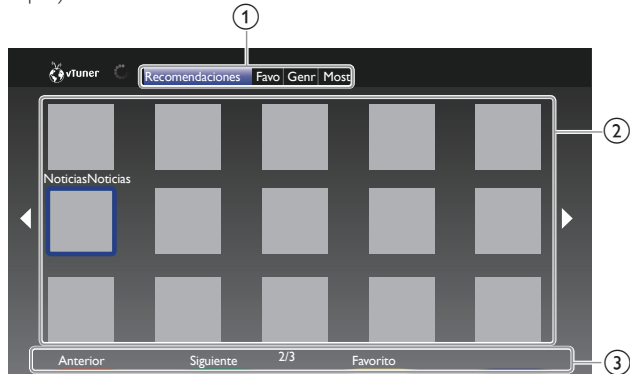 1
vTuner Recomendaciones Favo Genr Most
2
NoticiasNoticias
Anterior Siguiente 2/3 Favorito
3